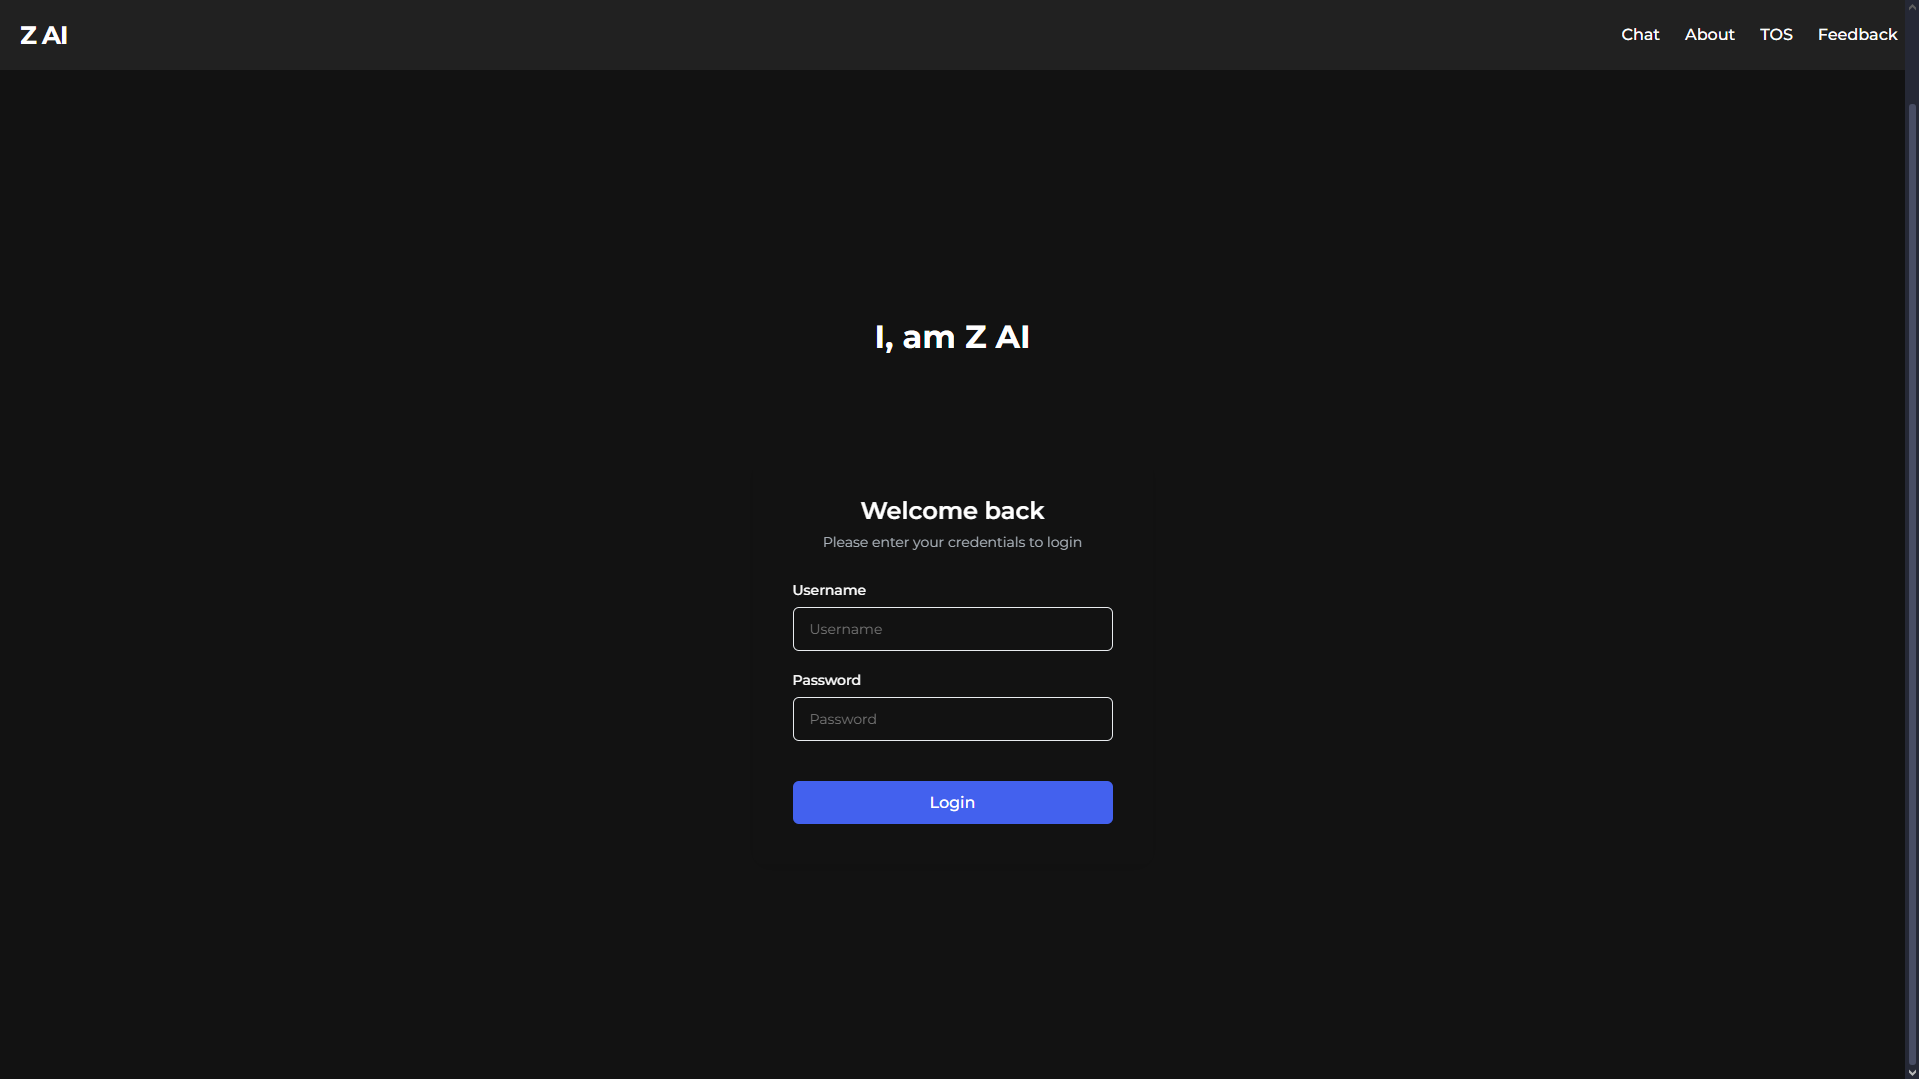 Z AI
Chat About TOS Feedback
I, am Z AI
Welcome back
Please enter your credentials to login
Username
Username
Password
Password
Login